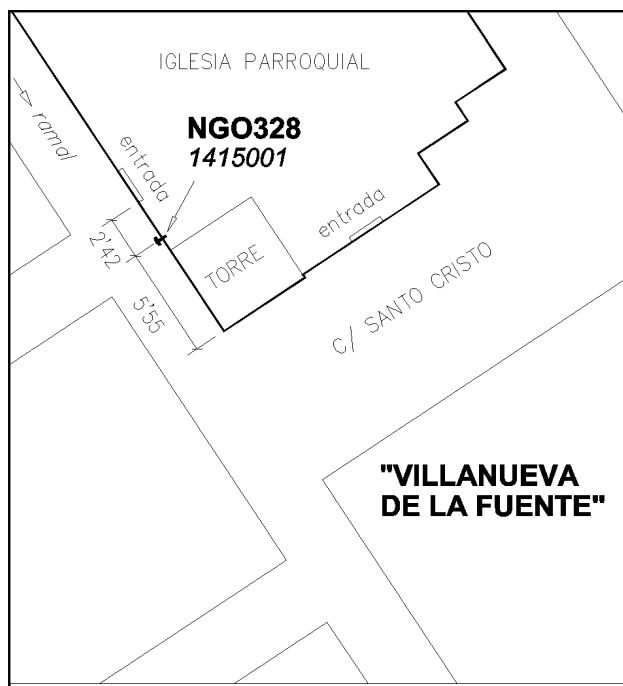 IGLESIA PARROQUIAL
ramal
NGO328
1415001
entrada
entrada
2'42
TORRE
5'55
C/ SANTO CRISTO
"VILLANUEVA
DE LA FUENTE"